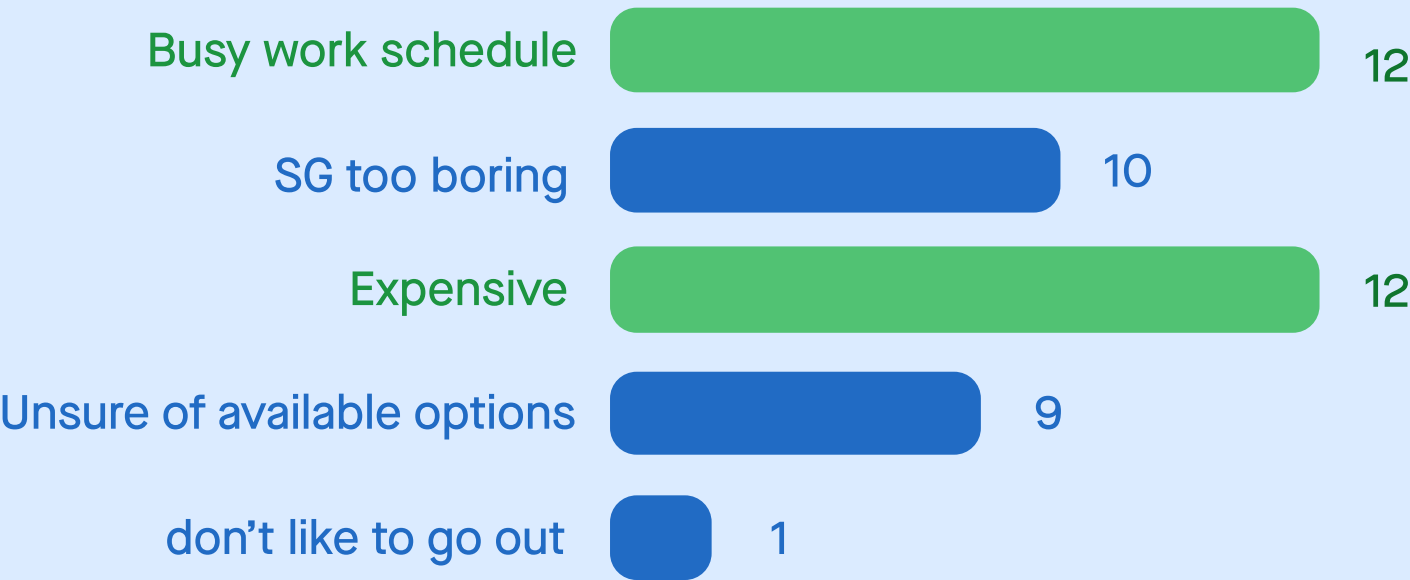 Busy work schedule 12
SG too boring 10
Expensive 12
Unsure of available options 9
don't like to go out 1